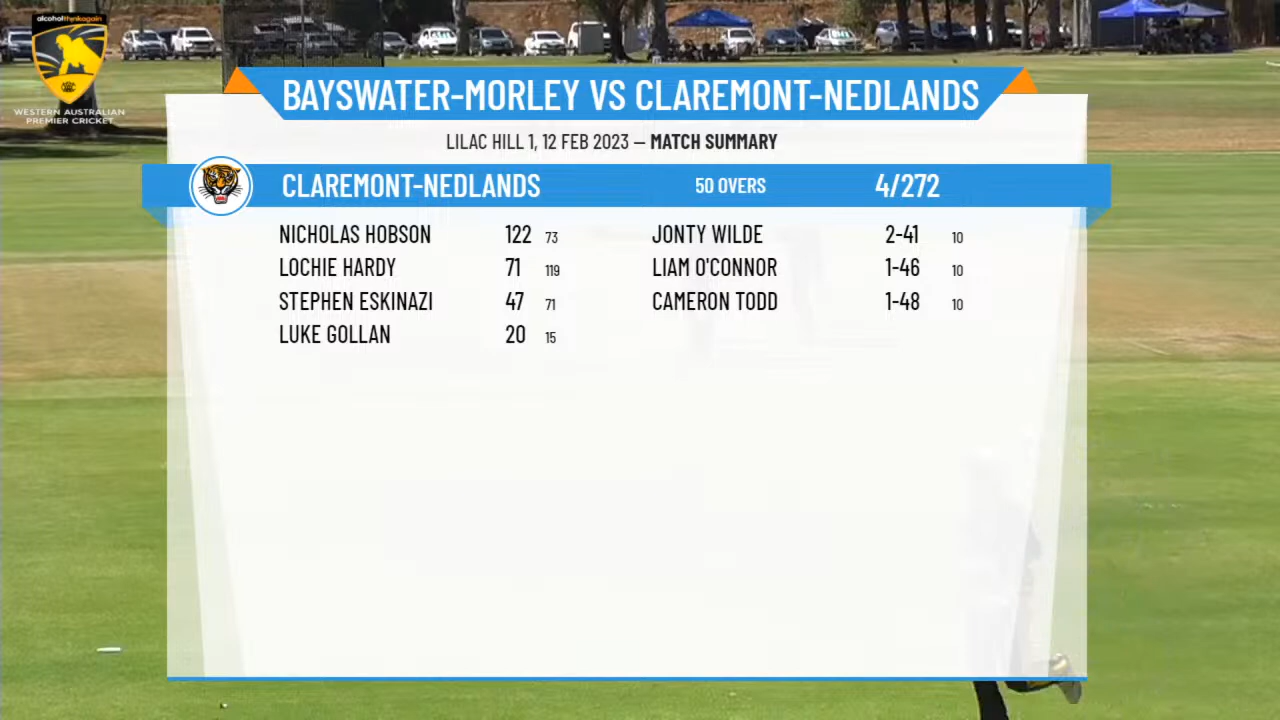 alcoholthinkagain
WESTERN AUSTRALIAN
PREMIER CRICKET
BAYSWATER-MORLEY VS CLAREMONT-NEDLANDS
LILAC HILL 1, 12 FEB 2023 – MATCH SUMMARY
CLAREMONT-NEDLANDS 50 OVERS 4/272
NICHOLAS HOBSON 122 73 JONTY WILDE 2-41 10
LOCHIE HARDY 71 119 LIAM O'CONNOR 1-46 10
STEPHEN ESKINAZI 47 71 CAMERON TODD 1-48 10
LUKE GOLLAN 20 15